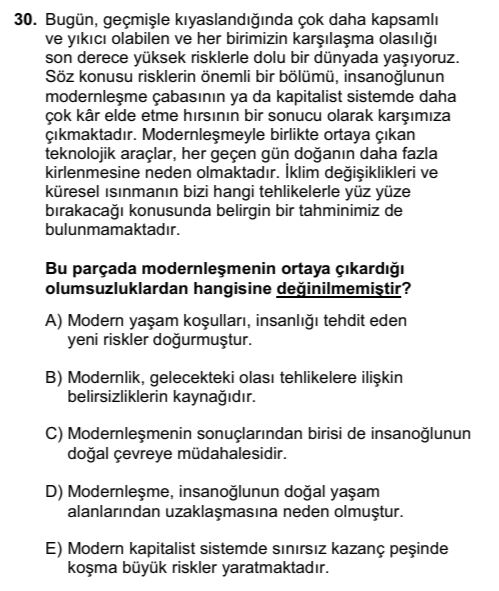 30. Bugün, geçmişle kıyaslandığında çok daha kapsamlı
ve yıkıcı olabilen ve her birimizin karşılaşma olasılığı
son derece yüksek risklerle dolu bir dünyada yaşıyoruz.
Söz konusu risklerin önemli bir bölümü, insanoğlunun
modernleşme çabasının ya da kapitalist sistemde daha
çok kâr elde etme hırsının bir sonucu olarak karşımıza
çıkmaktadır. Modernleşmeyle birlikte ortaya çıkan
teknolojik araçlar, her geçen gün doğanın daha fazla
kirlenmesine neden olmaktadır. İklim değişiklikleri ve
küresel ısınmanın bizi hangi tehlikelerle yüz yüze
bırakacağı konusunda belirgin bir tahminimiz de
bulunmamaktadır.
Bu parçada modernleşmenin ortaya çıkardığı
olumsuzluklardan hangisine değinilmemiştir?
A) Modern yaşam koşulları, insanlığı tehdit eden
yeni riskler doğurmuştur.
B) Modernlik, gelecekteki olası tehlikelere ilişkin
belirsizliklerin kaynağıdır.
C) Modernleşmenin sonuçlarından birisi de insanoğlunun
doğal çevreye müdahalesidir.
D) Modernleşme, insanoğlunun doğal yaşam
alanlarından uzaklaşmasına neden olmuştur.
E) Modern kapitalist sistemde sınırsız kazanç peşinde
koşma büyük riskler yaratmaktadır.